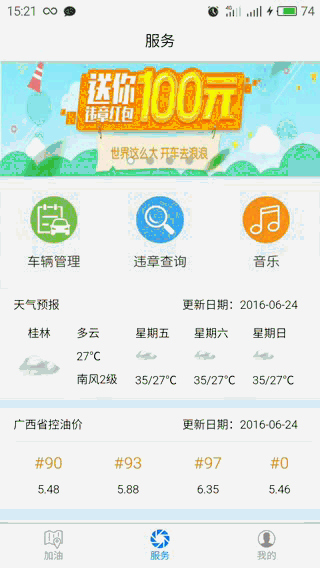 15:21 4G 74
服务
送你
违章红包
100元
世界这么大 开车去浪浪
车辆管理 违章查询 音乐
天气预报 更新日期：2016-06-24
桂林 多云 星期五 星期六 星期日
27℃
南风2级 35/27℃ 35/27℃ 35/27℃
广西省控油价 更新日期：2016-06-24
#90 #93 #97 #0
5.48 5.88 6.35 5.46
加油 服务 我的